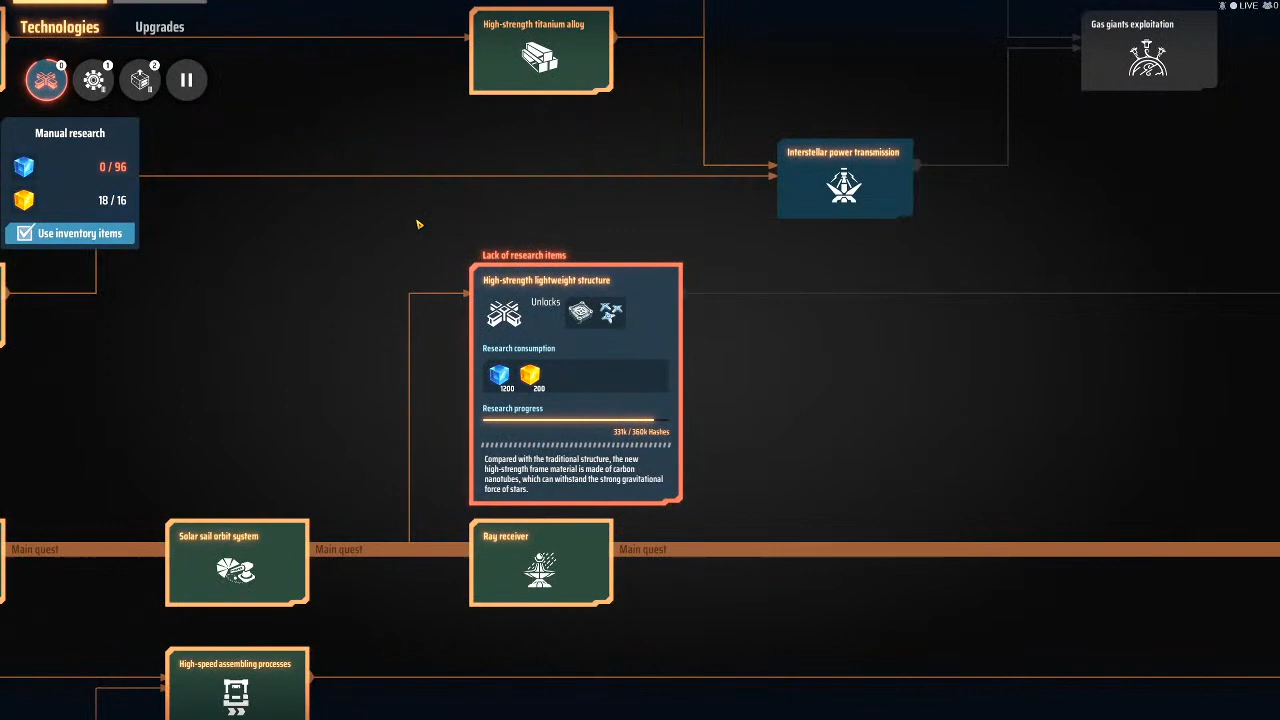 Technologies
Upgrades
LIVE
0
0
1
2
Manual research
0 / 96
18 / 16
Use inventory items
High-strength titanium alloy
Gas giants exploitation
Interstellar power transmission
Lack of research items
High-strength lightweight structure
Unlocks
Research consumption
1200
200
Research progress
331k / 360k Hashes
Compared with the traditional structure, the new
high-strength frame material is made of carbon
nanotubes, which can withstand the strong gravitational
force of stars.
Solar sail orbit system
Ray receiver
Main quest
Main quest
Main quest
High-speed assembling processes